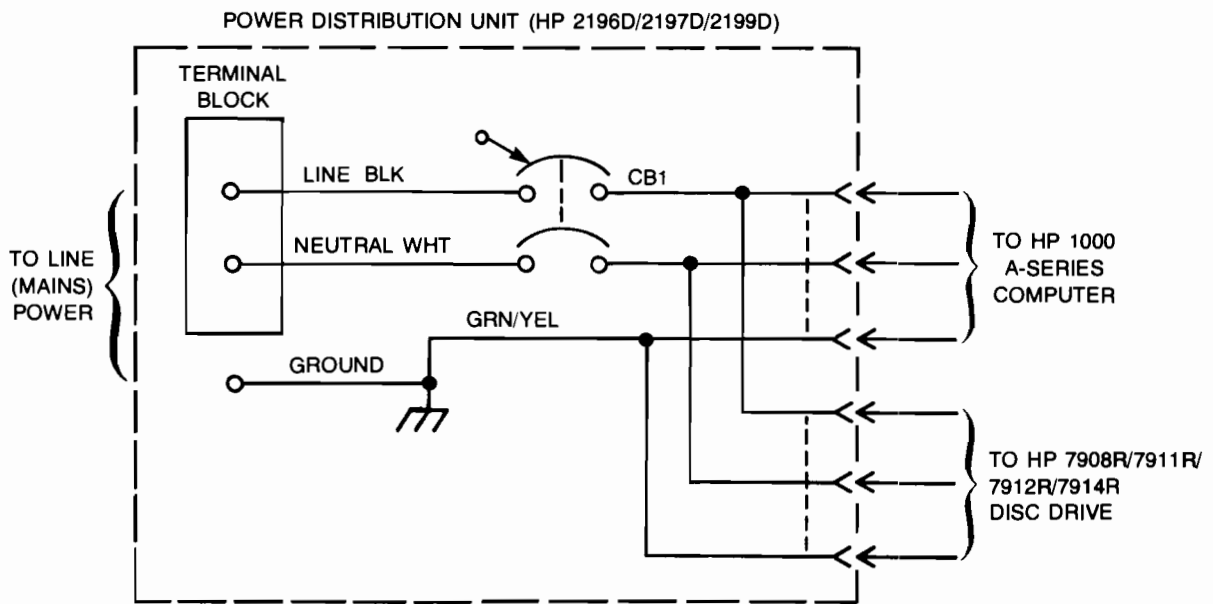 POWER DISTRIBUTION UNIT (HP 2196D/2197D/2199D)
TERMINAL
BLOCK
LINE BLK
CB1
NEUTRAL WHT
TO LINE
(MAINS)
POWER
GRN/YEL
GROUND
TO HP 1000
A-SERIES
COMPUTER
TO HP 7908R/7911R/
7912R/7914R
DISC DRIVE